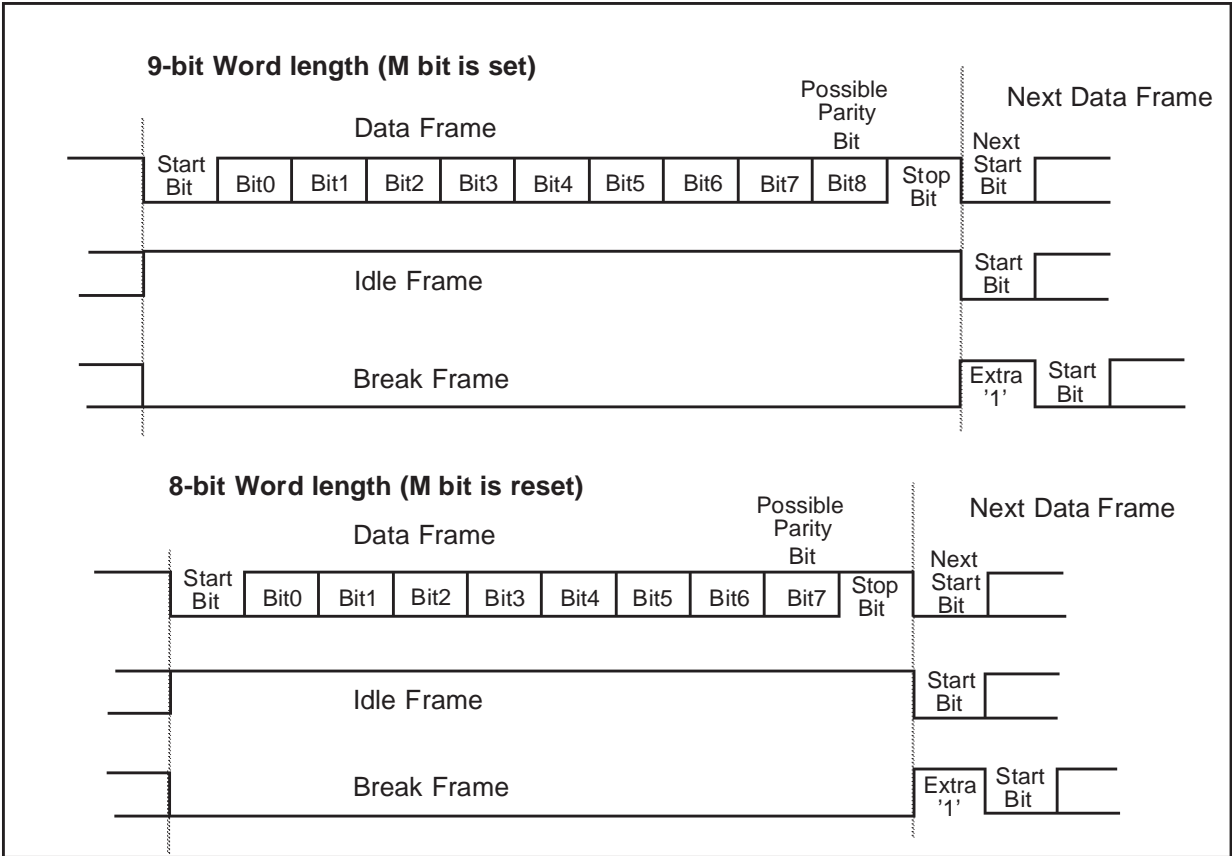 9-bit Word length (M bit is set)
Possible
Parity
Bit
Next Data Frame
Data Frame
Start
Bit
Bit0
Bit1
Bit2
Bit3
Bit4
Bit5
Bit6
Bit7
Bit8
Stop
Bit
Next
Start
Bit
Idle Frame
Start
Bit
Break Frame
Extra
’1’
Start
Bit
8-bit Word length (M bit is reset)
Possible
Parity
Bit
Next Data Frame
Data Frame
Start
Bit
Bit0
Bit1
Bit2
Bit3
Bit4
Bit5
Bit6
Bit7
Stop
Bit
Next
Start
Bit
Idle Frame
Start
Bit
Break Frame
Extra
’1’
Start
Bit